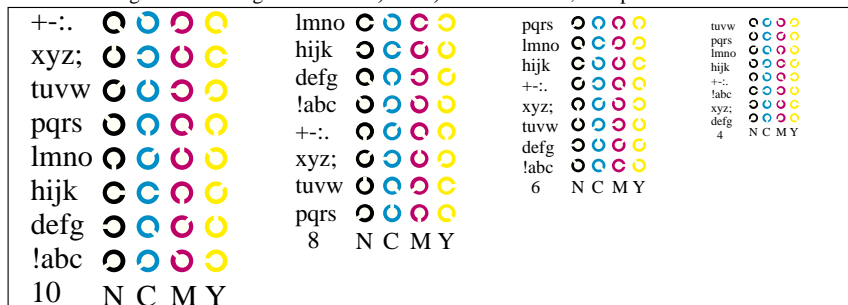 +-:.
xyz;
tuvw
pqrs
lmno
hijk
defg
!abc
10 N C M Y
lmno
hijk
defg
!abc
+-:.
xyz;
tuvw
pqrs
8 N C M Y
pqrs
lmno
hijk
+-:.
xyz;
tuvw
defg
!abc
6 N C M Y
tuvw
pqrs
lmno
hijk
+-:.
!abc
xyz;
defg
4 N C M Y